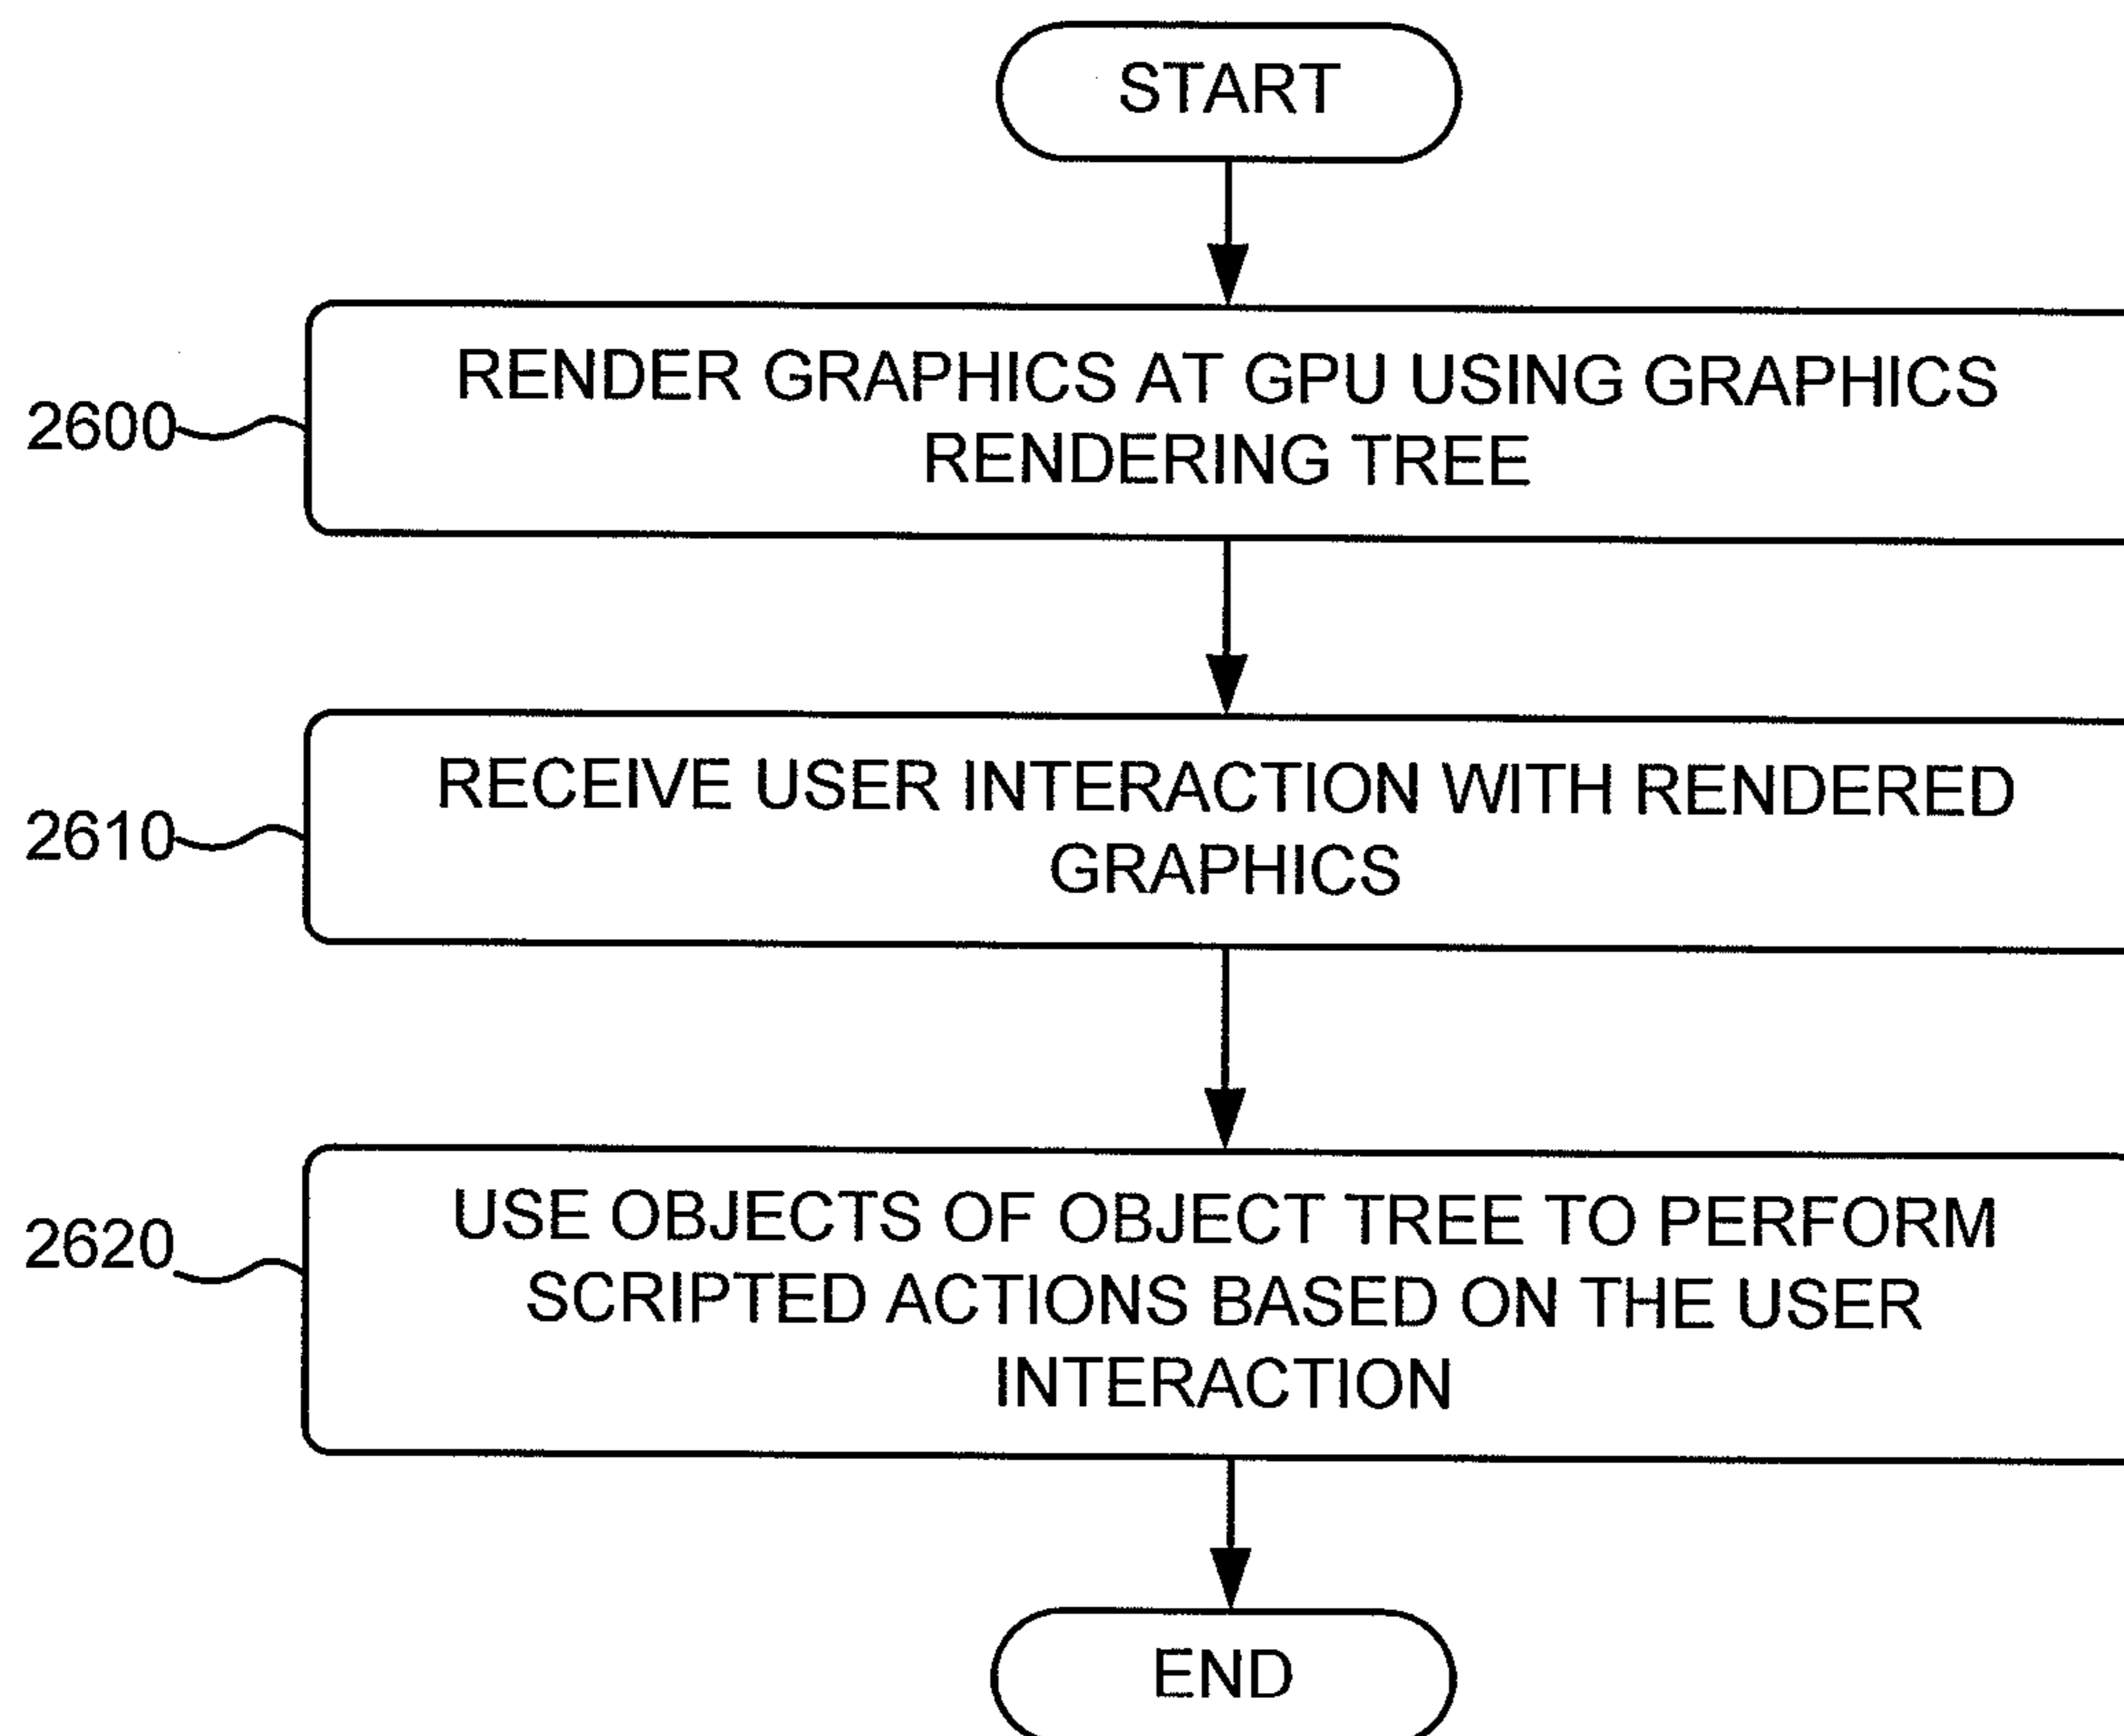 START
RENDER GRAPHICS AT GPU USING GRAPHICS
RENDERING TREE
2600
RECEIVE USER INTERACTION WITH RENDERED
GRAPHICS
2610
USE OBJECTS OF OBJECT TREE TO PERFORM
SCRIPTED ACTIONS BASED ON THE USER
INTERACTION
2620
END